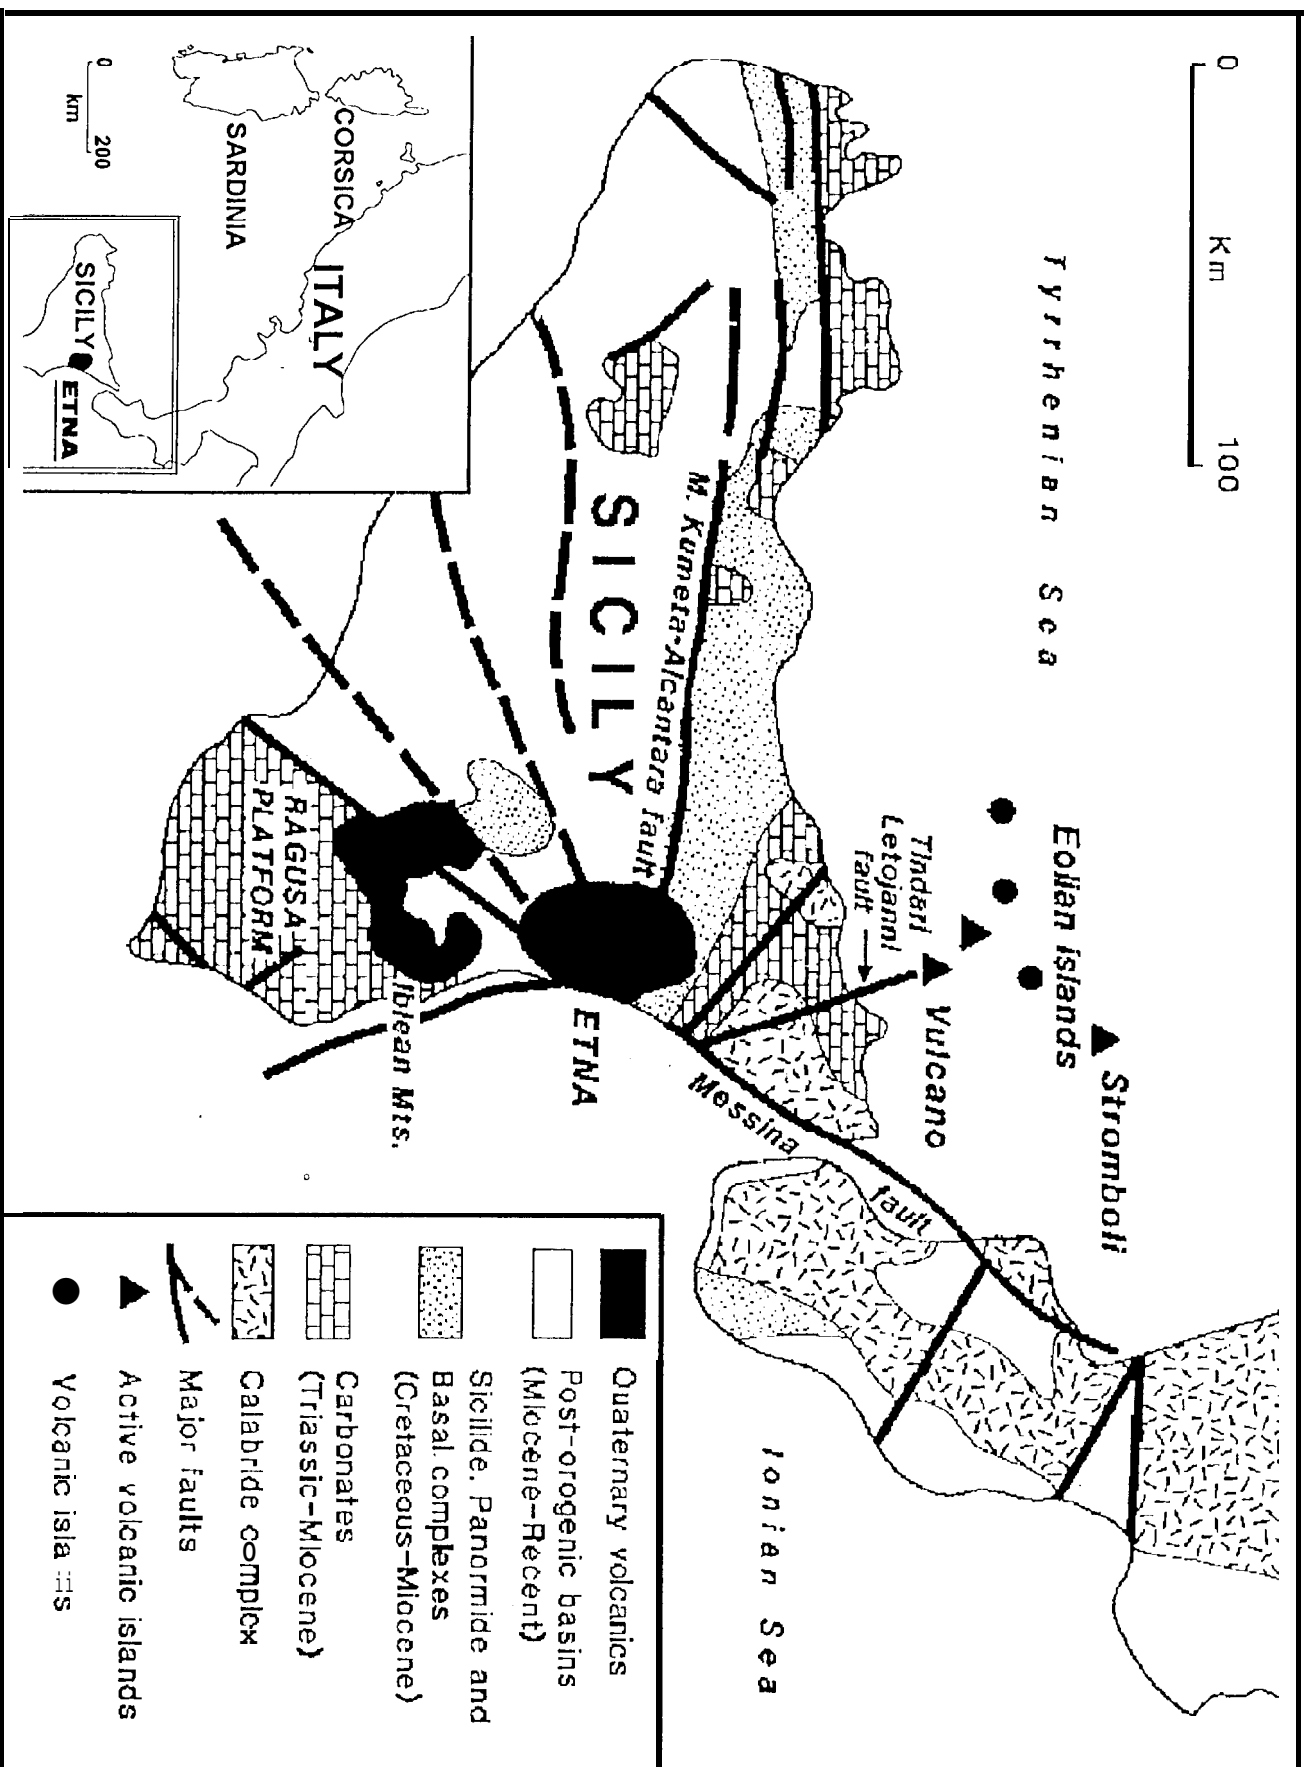 0 Km 100
Tyrrhenian Sea
Eolian islands
Stromboli
Vulcano
Tindari
Letojanni
fault
M. Kumeta-Alcantara fault
SICILY
Messina fault
ETNA
Iblean Mts.
RAGUSA
PLATFORM
Ionian Sea
CORSICA
SARDINIA
ITALY
SICILY
ETNA
0 200
km
Quaternary volcanics
Post-orogenic basins
(Miocene-Recent)
Sicilide, Panormide and
Basal complexes
(Cretaceous-Miocene)
Carbonates
(Triassic-Miocene)
Calabride complex
Major faults
Active volcanic islands
Volcanic